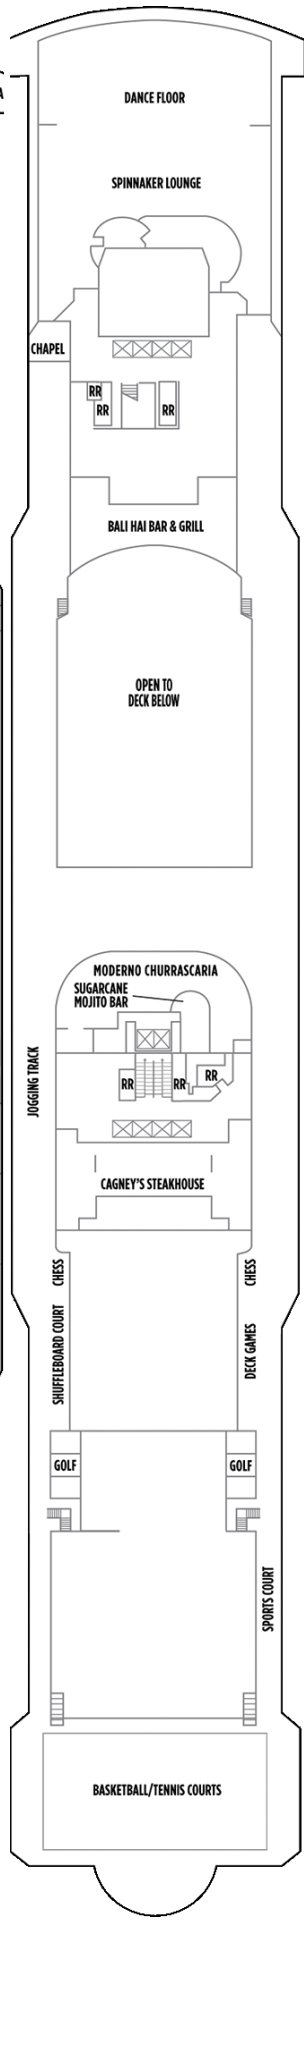 A
DANCE FLOOR
SPINNAKER LOUNGE
CHAPEL
RR
RR
RR
BALI HAI BAR & GRILL
OPEN TO
DECK BELOW
MODERNO CHURRASCARIA
SUGARCANE
MOJITO BAR
JOGGING TRACK
RR
RR
RR
CAGNEY'S STEAKHOUSE
CHESS
CHESS
SHUFFLEBOARD COURT
DECK GAMES
GOLF
GOLF
SPORTS COURT
BASKETBALL/TENNIS COURTS